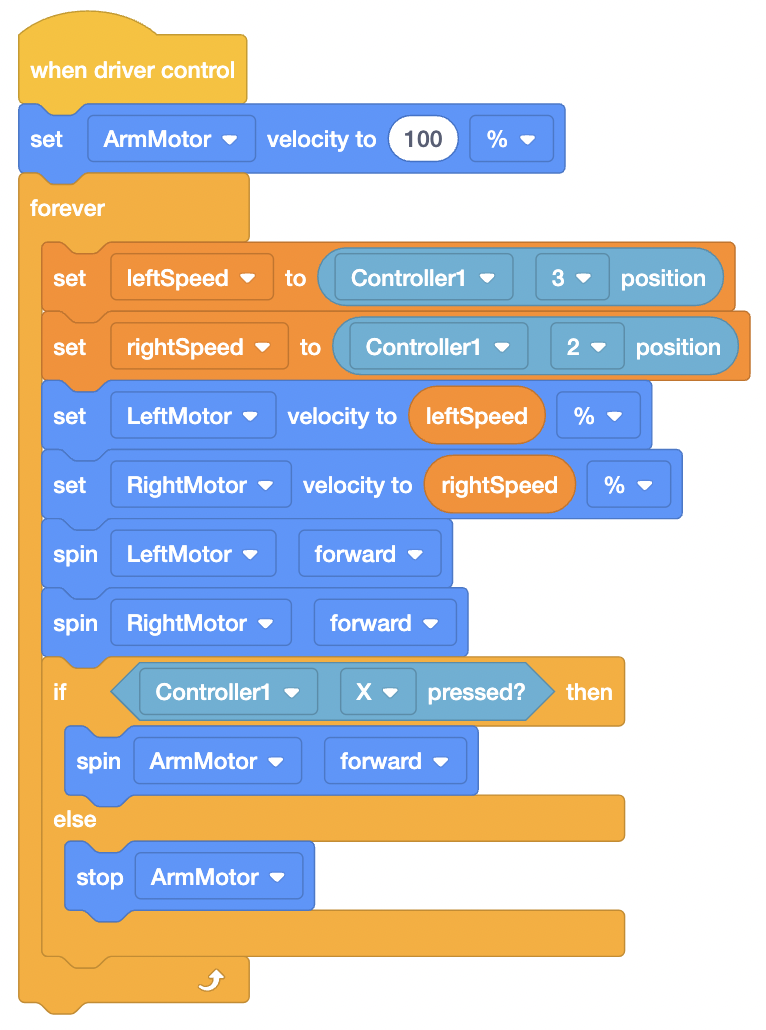 when driver control
set ArmMotor velocity to 100 %
forever
set leftSpeed to Controller1 3 position
set rightSpeed to Controller1 2 position
set LeftMotor velocity to leftSpeed %
set RightMotor velocity to rightSpeed %
spin LeftMotor forward
spin RightMotor forward
if Controller1 X pressed? then
spin ArmMotor forward
else
stop ArmMotor